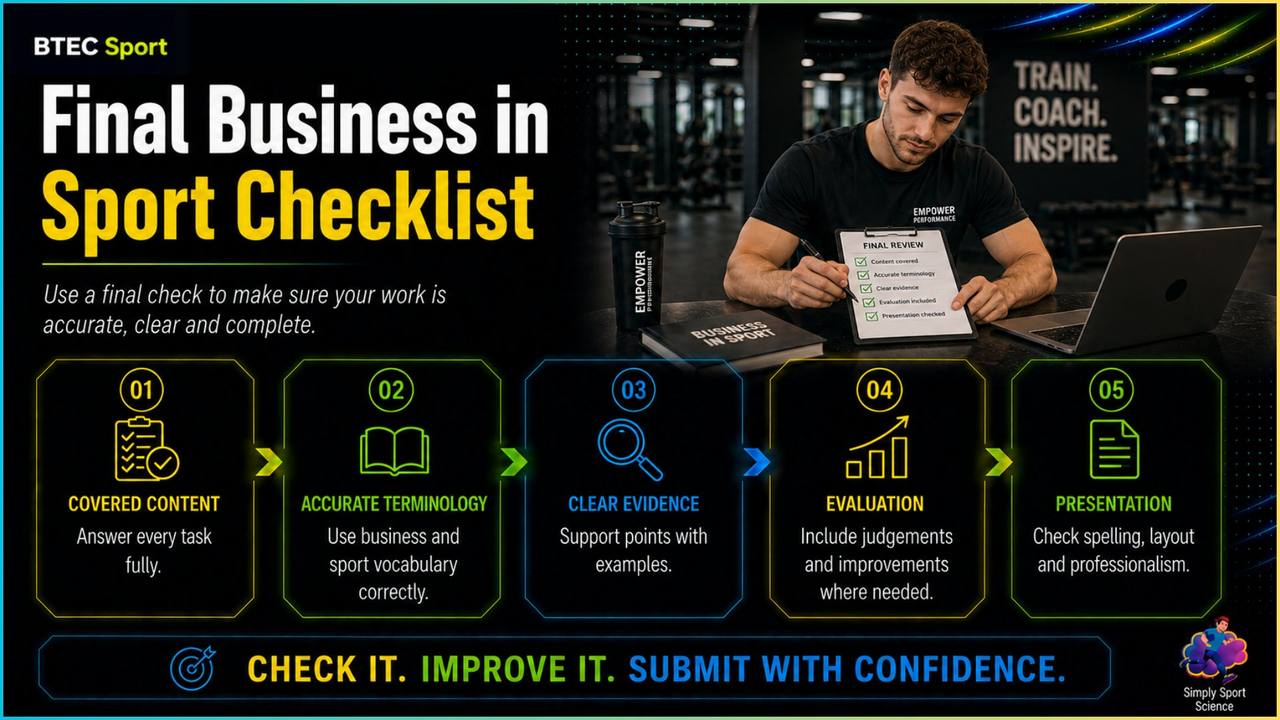 BTEC Sport
Final Business in
Sport Checklist
Use a final check to make sure your work is
accurate, clear and complete.
TRAIN.
COACH.
INSPIRE.
EMPOWER
PERFORMANCE
EMPOWER
PERFORMANCE
FINAL REVIEW
Content covered
Accurate terminology
Clear evidence
Evaluation included
Presentation checked
BUSINESS
IN SPORT
01
COVERED CONTENT
Answer every task
fully.
02
ACCURATE TERMINOLOGY
Use business and
sport vocabulary
correctly.
03
CLEAR EVIDENCE
Support points with
examples.
04
EVALUATION
Include judgements
and improvements
where needed.
05
PRESENTATION
Check spelling, layout
and professionalism.
CHECK IT. IMPROVE IT. SUBMIT WITH CONFIDENCE.
Simply Sport
Science